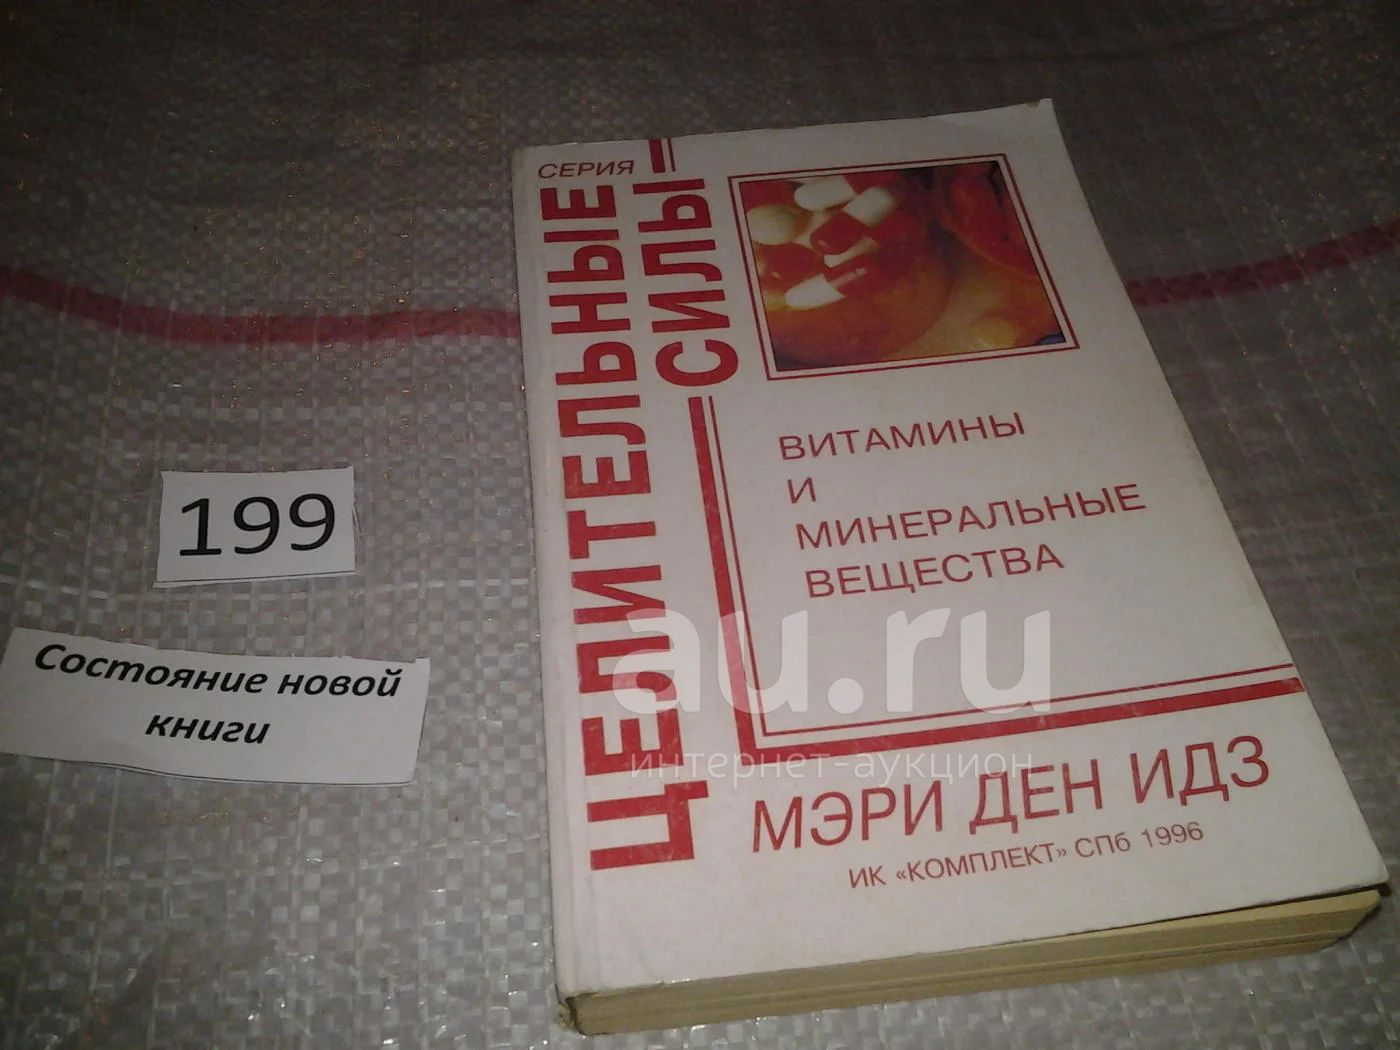 СЕРИЯ
ЦЕЛИТЕЛЬНЫЕ
СИЛЫ
ВИТАМИНЫ
И
МИНЕРАЛЬНЫЕ
ВЕЩЕСТВА
МЭРИ ДЕН ИДЗ
ИК «КОМПЛЕКТ» СПб 1996
199
Состояние новой
книги
au.ru
интернет-аукцион